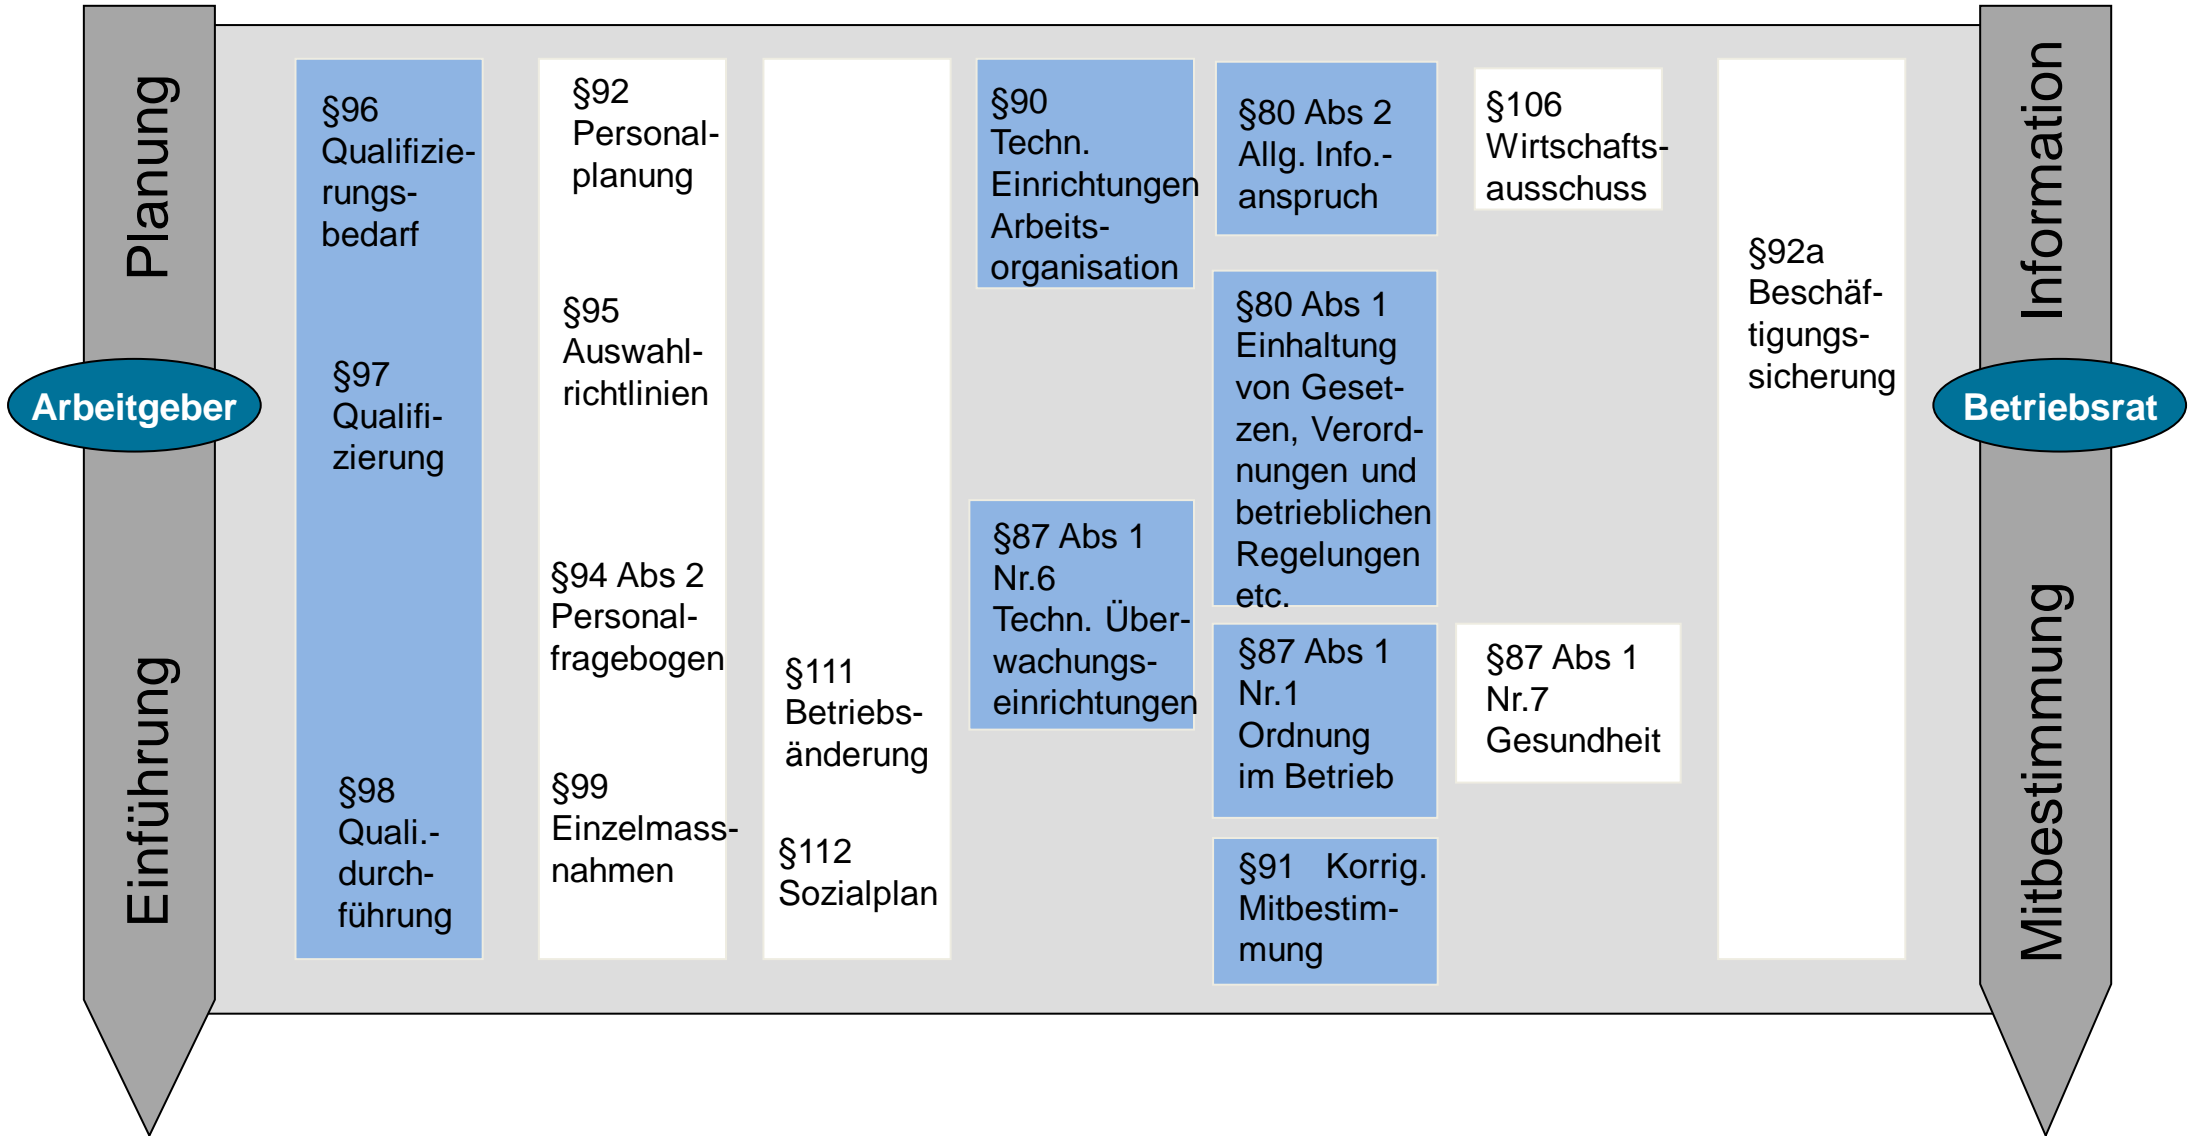 Planung
Arbeitgeber
Einführung
§96
Qualifizie-
rungs-
bedarf
§97
Qualifi-
zierung
§98
Quali.-
durch-
führung
§92
Personal-
planung
§95
Auswahl-
richtlinien
§94 Abs 2
Personal-
fragebogen
§99
Einzelmass-
nahmen
§111
Betriebs-
änderung
§112
Sozialplan
§90
Techn.
Einrichtungen
Arbeits-
organisation
§87 Abs 1
Nr.6
Techn. Über-
wachungs-
einrichtungen
§80 Abs 2
Allg. Info.-
anspruch
§80 Abs 1
Einhaltung
von Geset-
zen, Verord-
nungen und
betrieblichen
Regelungen
etc.
§87 Abs 1
Nr.1
Ordnung
im Betrieb
§91 Korrig.
Mitbestim-
mung
§106
Wirtschafts-
ausschuss
§87 Abs 1
Nr.7
Gesundheit
§92a
Beschäf-
tigungs-
sicherung
Information
Betriebsrat
Mitbestimmung